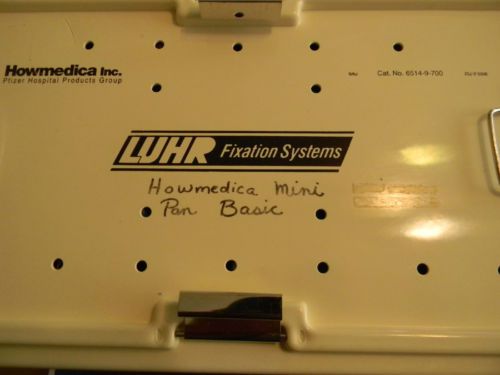 Howmedica Inc.
Pfizer Hospital Products Group
Cat. No. 6514-9-700
LUHR Fixation Systems
Howmedica Mini
Pan Basic